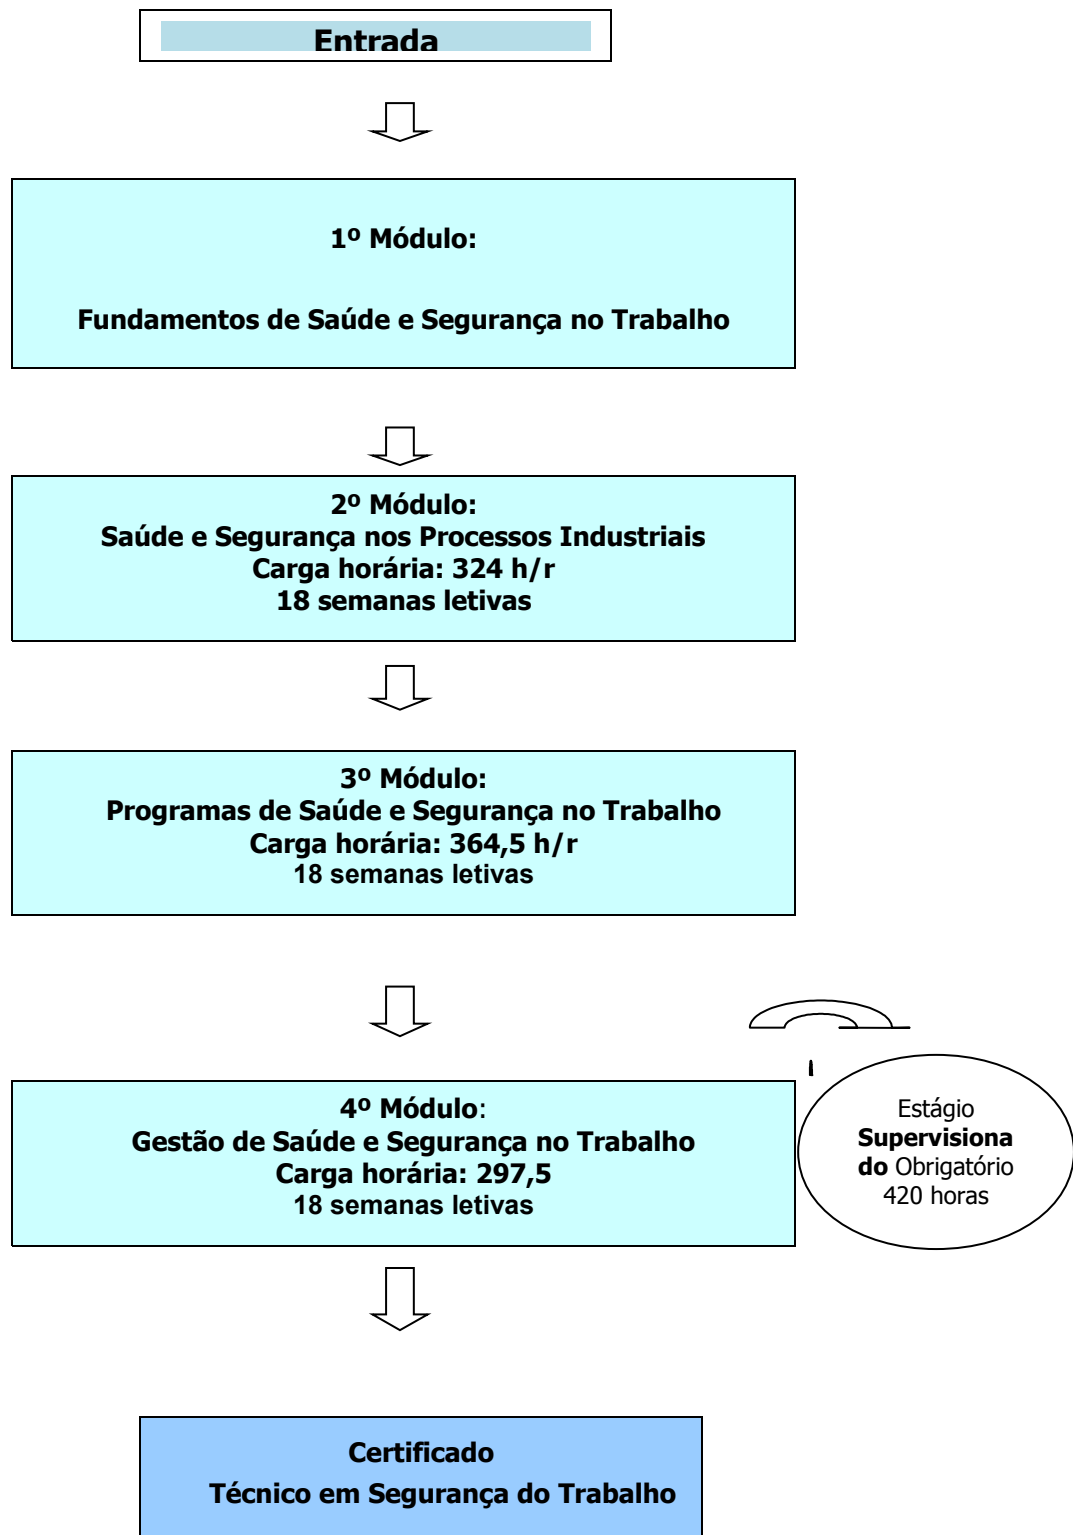 Entrada
1º Módulo:
Fundamentos de Saúde e Segurança no Trabalho
2º Módulo:
Saúde e Segurança nos Processos Industriais
Carga horária: 324 h/r
18 semanas letivas
3º Módulo:
Programas de Saúde e Segurança no Trabalho
Carga horária: 364,5 h/r
18 semanas letivas
4º Módulo:
Gestão de Saúde e Segurança no Trabalho
Carga horária: 297,5
18 semanas letivas
Estágio
Supervisiona
do Obrigatório
420 horas
Certificado
Técnico em Segurança do Trabalho